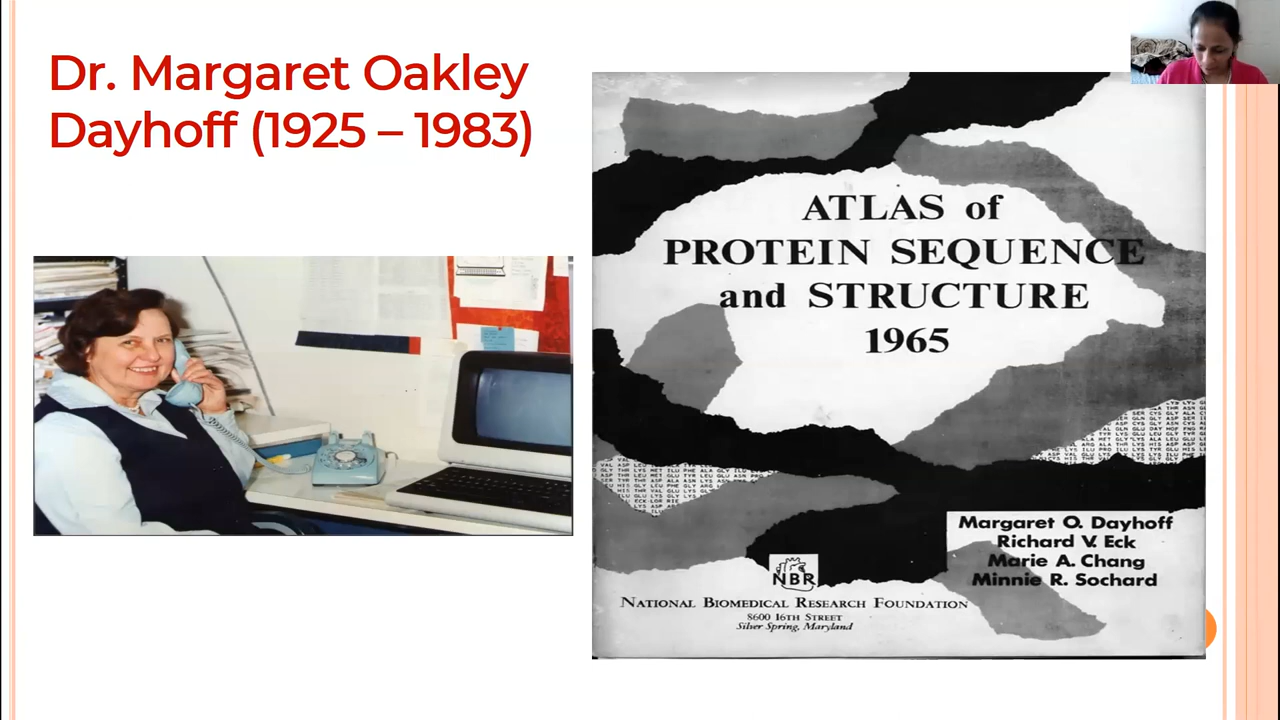 Dr. Margaret Oakley
Dayhoff (1925 – 1983)
ATLAS of
PROTEIN SEQUENCE
and STRUCTURE
1965
Margaret O. Dayhoff
Richard V. Eck
Marie A. Chang
Minnie R. Sochard
NBR
NATIONAL BIOMEDICAL RESEARCH FOUNDATION
8600 16TH STREET
Silver Spring, Maryland